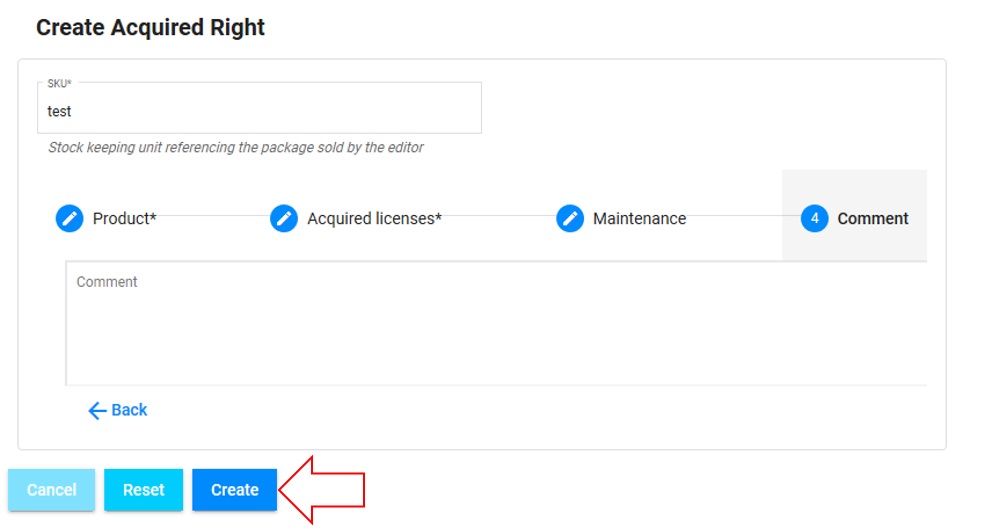 Create Acquired Right
SKU*
test
Stock keeping unit referencing the package sold by the editor
Product* Acquired licenses* Maintenance 4 Comment
Comment
Back
Cancel Reset Create